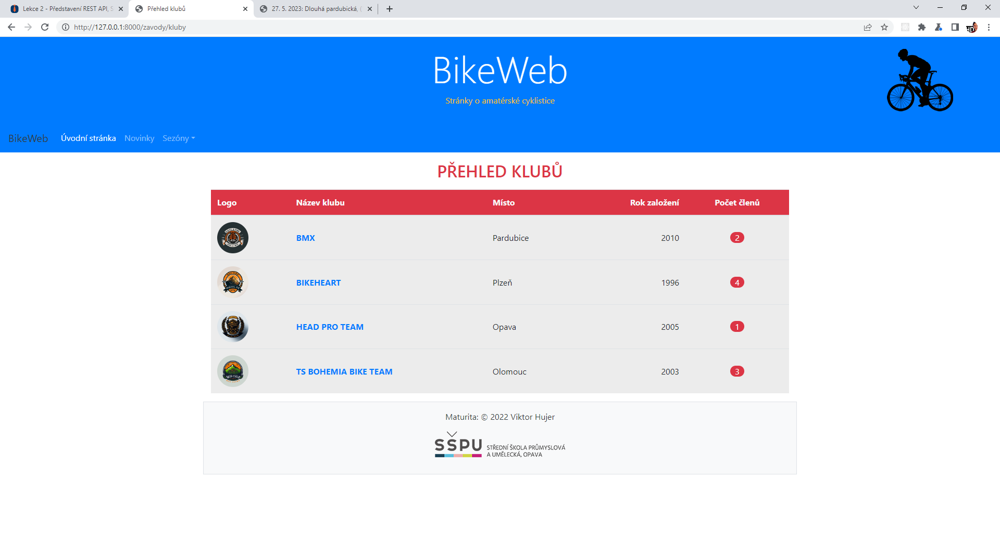 Lekce 2 - Představení REST API, S
Přehled klubů
27. 5. 2023: Dlouhá pardubická, (
http://127.0.0.1:8000/zavody/kluby
BikeWeb
Stránky o amatérské cyklistice
BikeWeb Úvodní stránka Novinky Sezóny
PŘEHLED KLUBŮ
Logo Název klubu Místo Rok založení Počet členů
BMX Pardubice 2010 2
BIKEHEART Plzeň 1996 4
HEAD PRO TEAM Opava 2005 1
TS BOHEMIA BIKE TEAM Olomouc 2003 3
Maturita: © 2022 Viktor Hujer
SŠPU STŘEDNÍ ŠKOLA PRŮMYSLOVÁ
A UMĚLECKÁ, OPAVA